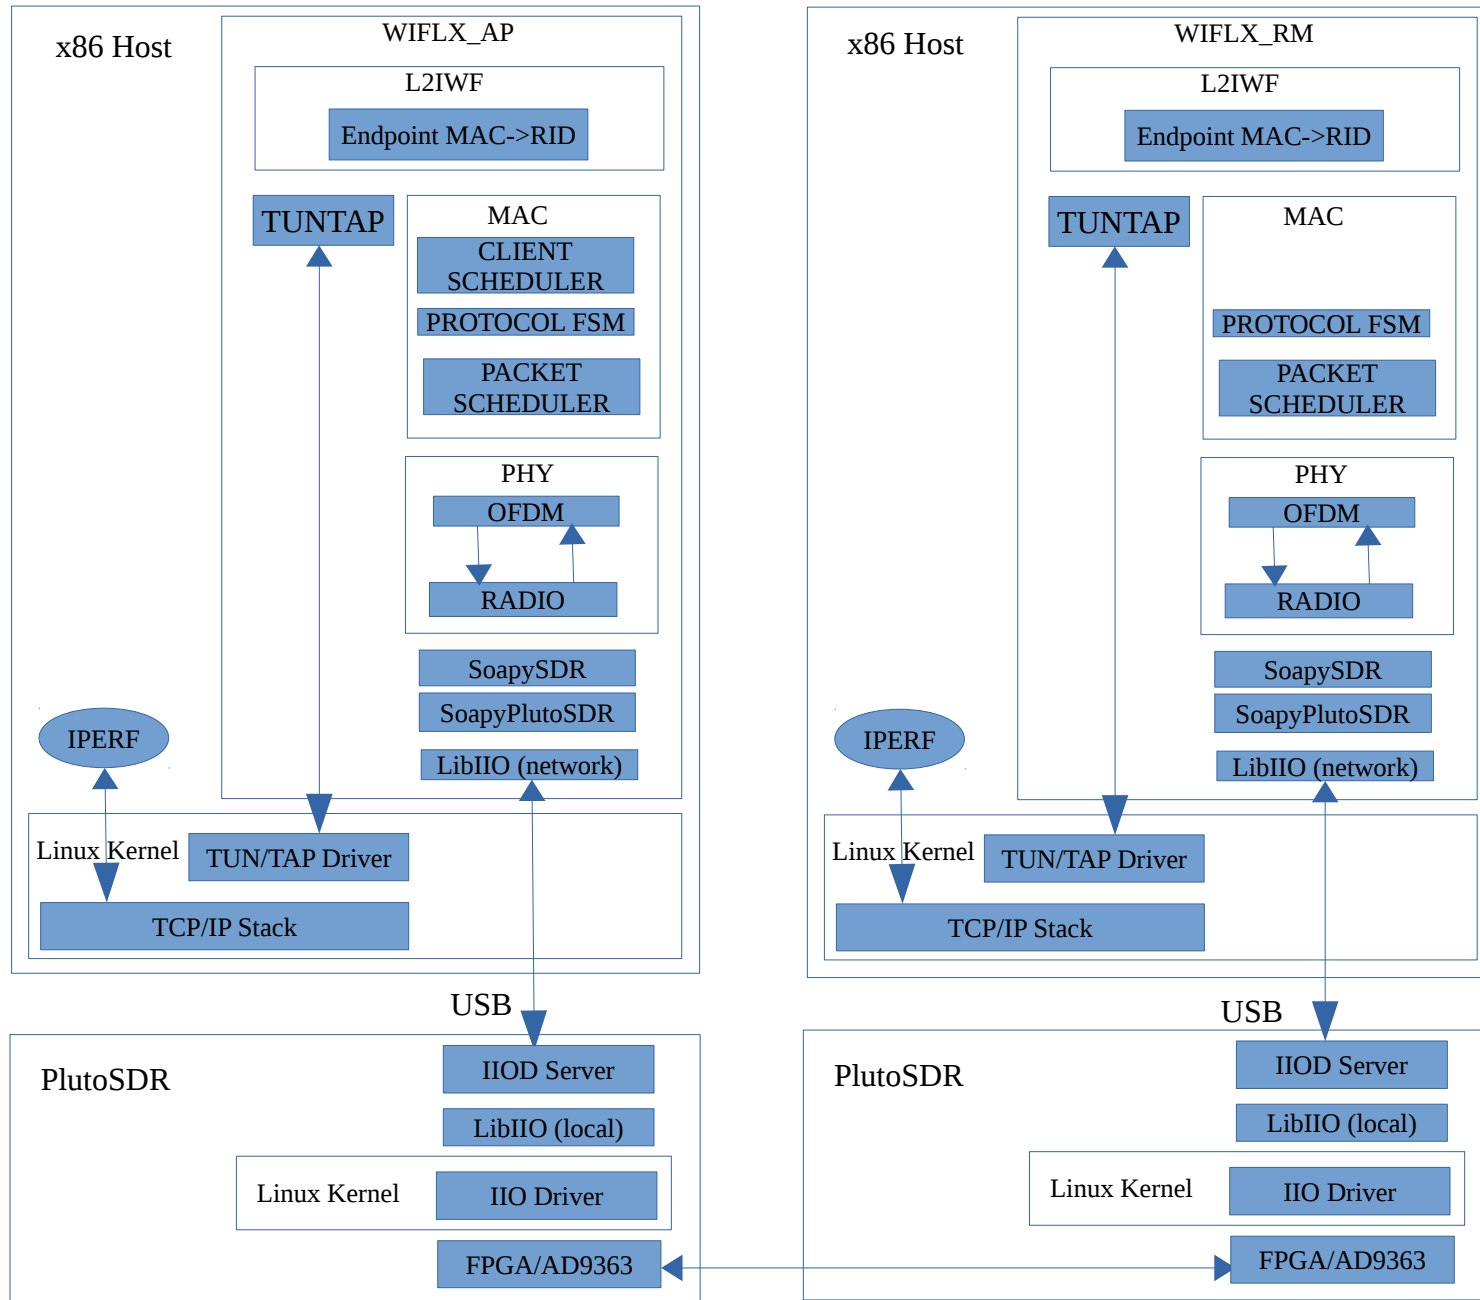 x86 Host
WIFLX_AP
L2IWF
Endpoint MAC->RID
TUNTAP
MAC
CLIENT
SCHEDULER
PROTOCOL FSM
PACKET
SCHEDULER
PHY
OFDM
RADIO
SoapySDR
SoapyPlutoSDR
LibIIO (network)
IPERF
Linux Kernel
TUN/TAP Driver
TCP/IP Stack
USB
PlutoSDR
IIOD Server
LibIIO (local)
Linux Kernel
IIO Driver
FPGA/AD9363
x86 Host
WIFLX_RM
L2IWF
Endpoint MAC->RID
TUNTAP
MAC
PROTOCOL FSM
PACKET
SCHEDULER
PHY
OFDM
RADIO
SoapySDR
SoapyPlutoSDR
LibIIO (network)
IPERF
Linux Kernel
TUN/TAP Driver
TCP/IP Stack
USB
PlutoSDR
IIOD Server
LibIIO (local)
Linux Kernel
IIO Driver
FPGA/AD9363